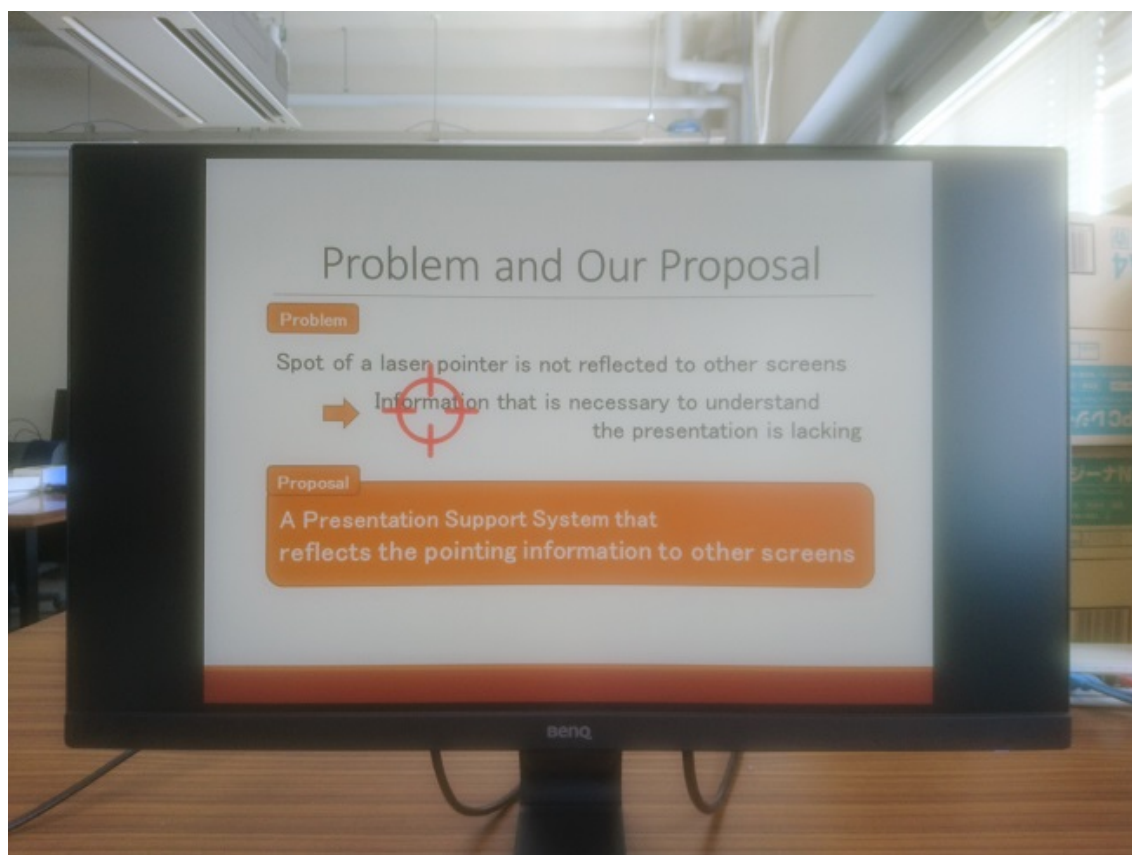 Problem and Our Proposal
Problem
Spot of a laser pointer is not reflected to other screens
Information that is necessary to understand
the presentation is lacking
Proposal
A Presentation Support System that
reflects the pointing information to other screens
BenQ
A4